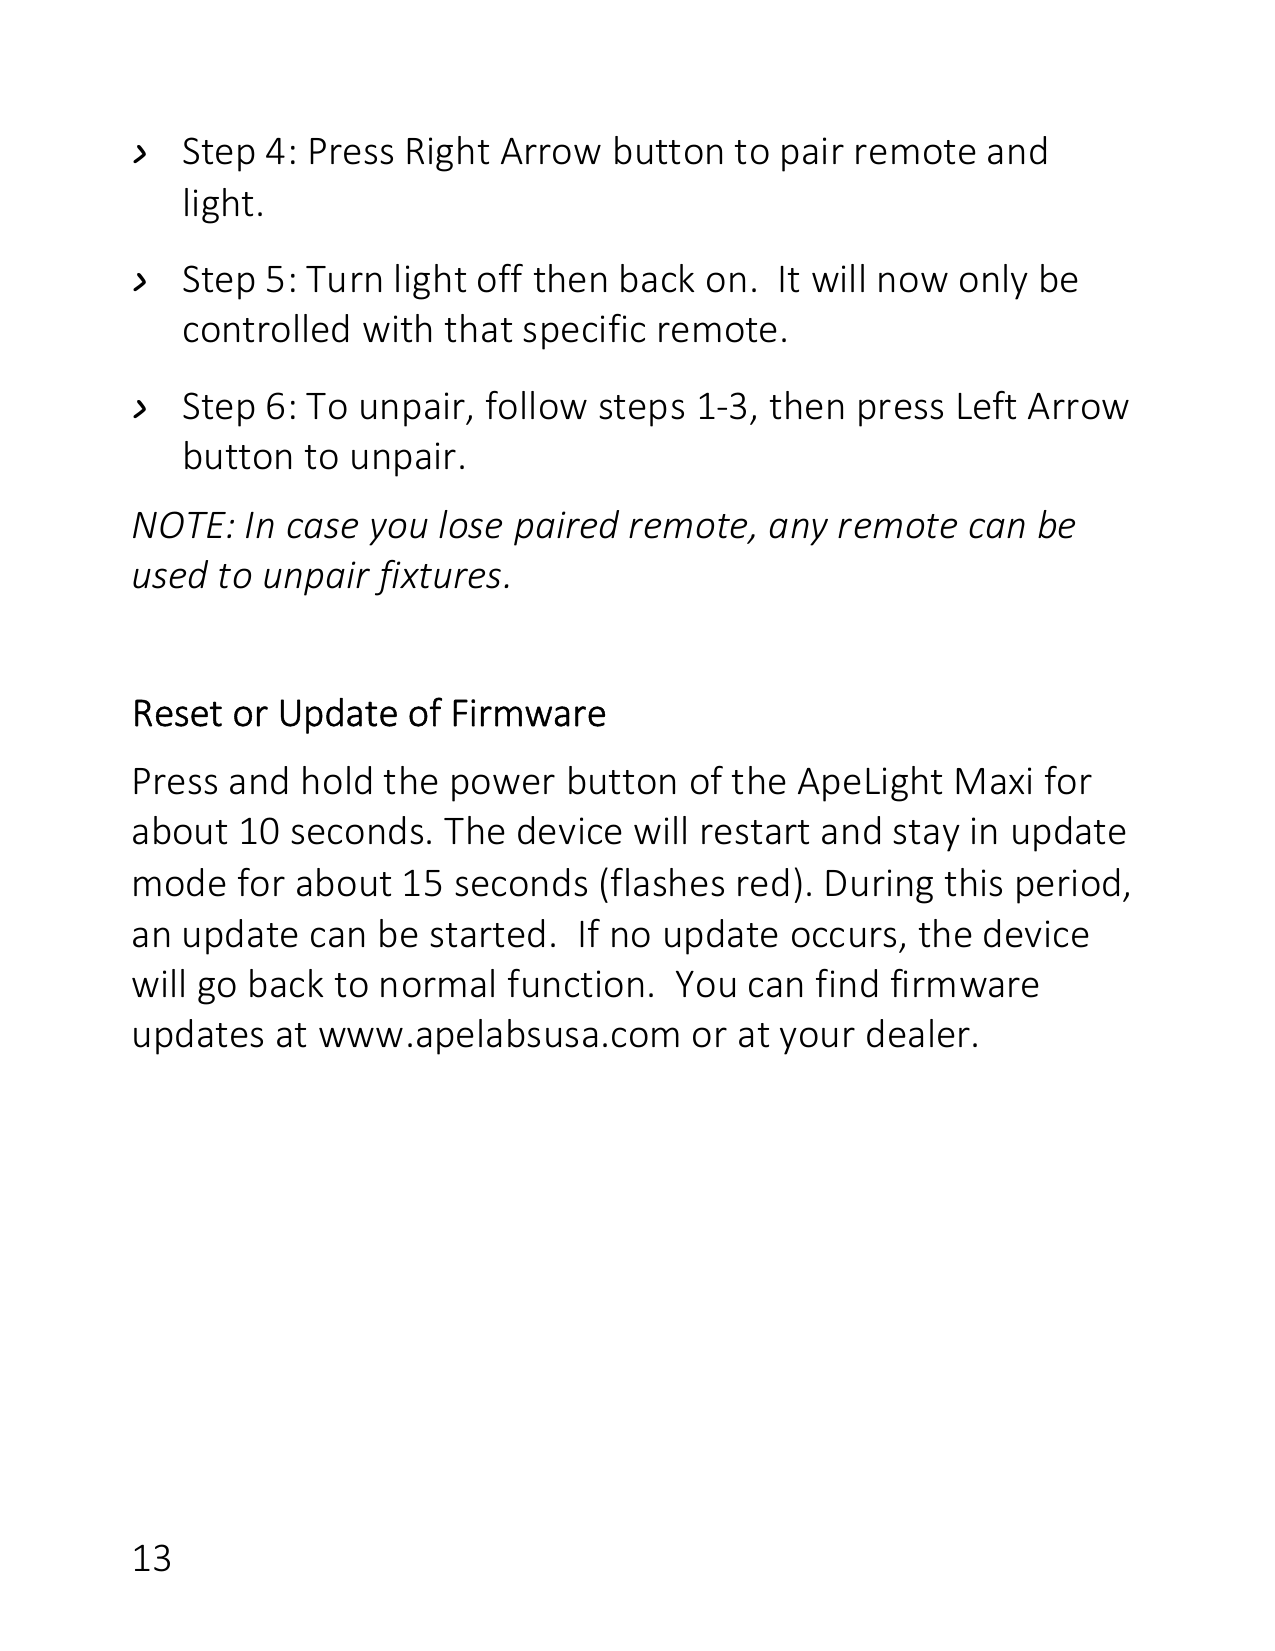 › Step 4: Press Right Arrow button to pair remote and
light.
› Step 5: Turn light off then back on.  It will now only be
controlled with that specific remote.
› Step 6: To unpair, follow steps 1-3, then press Left Arrow
button to unpair.
NOTE: In case you lose paired remote, any remote can be
used to unpair fixtures.
Reset or Update of Firmware
Press and hold the power button of the ApeLight Maxi for
about 10 seconds. The device will restart and stay in update
mode for about 15 seconds (flashes red). During this period,
an update can be started.  If no update occurs, the device
will go back to normal function.  You can find firmware
updates at www.apelabsusa.com or at your dealer.
13